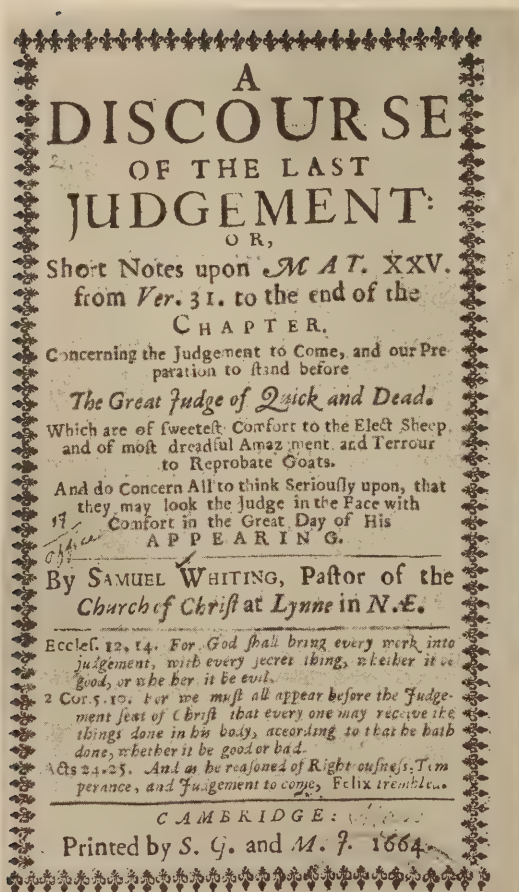 A
DISCOURSE
OF THE LAST
JUDGEMENT:
OR,
Short Notes upon MAT. XXV.
from Ver. 31. to the end of the
CHAPTER.
Concerning the Judgement to Come, and our Pre-
paration to ſtand before
The Great Judge of Quick and Dead.
Which are of ſweeteſt Comfort to the Elect Sheep,
and of moſt dreadful Amazement and Terrour
to Reprobate Goats.
And do Concern All to think Seriouſly upon, that
they may look the Judge in the Face with
Comfort in the Great Day of His
APPEARING.
By SAMUEL WHITING, Paſtor of the
Church of Chriſt at Lynne in N.E.
Eccleſ. 12. 14. For God ſhall bring every work into
judgement, with every ſecret thing, whether it be
good, or whether it be evil.
2 Cor. 5. 10. For we muſt all appear before the Judge-
ment ſeat of Chriſt that every one may receive the
things done in his body, according to that he hath
done, whether it be good or bad.
Acts 24. 25. And as he reaſoned of Righteouſneſs, Tem
perance, and Judgement to come, Felix trembled.
CAMBRIDGE:
Printed by S. G. and M. J. 1664.